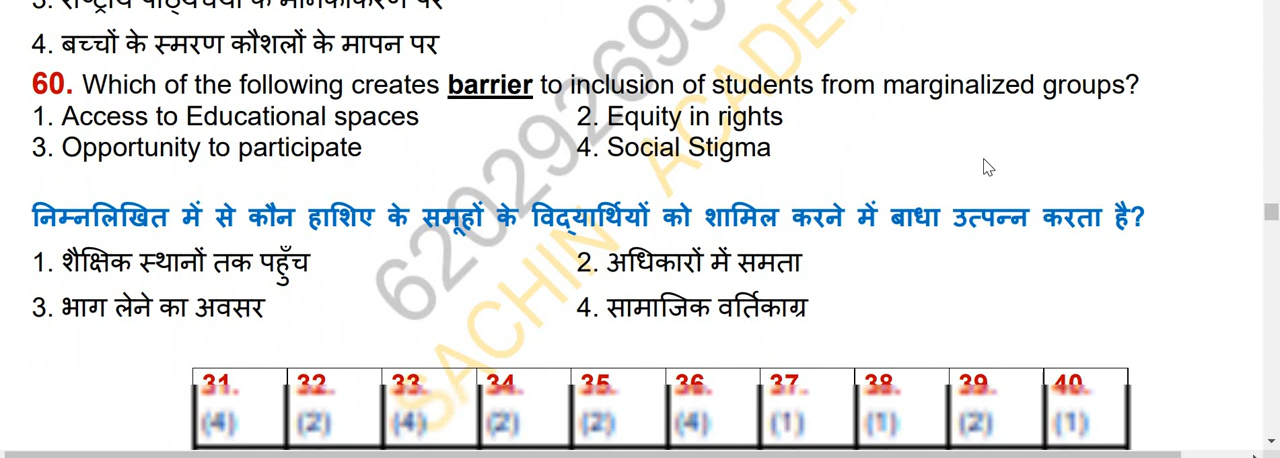 4. बच्चों के स्मरण कौशलों के मापन पर
60. Which of the following creates barrier to inclusion of students from marginalized groups?
1. Access to Educational spaces 2. Equity in rights
3. Opportunity to participate 4. Social Stigma
निम्नलिखित में से कौन हाशिए के समूहों के विद्यार्थियों को शामिल करने में बाधा उत्पन्न करता है?
1. शैक्षिक स्थानों तक पहुँच 2. अधिकारों में समता
3. भाग लेने का अवसर 4. सामाजिक वर्तिकाग्र
31. 32. 33. 34. 35. 36. 37. 38. 39. 40.
(4) (2) (4) (2) (2) (4) (1) (1) (2) (1)